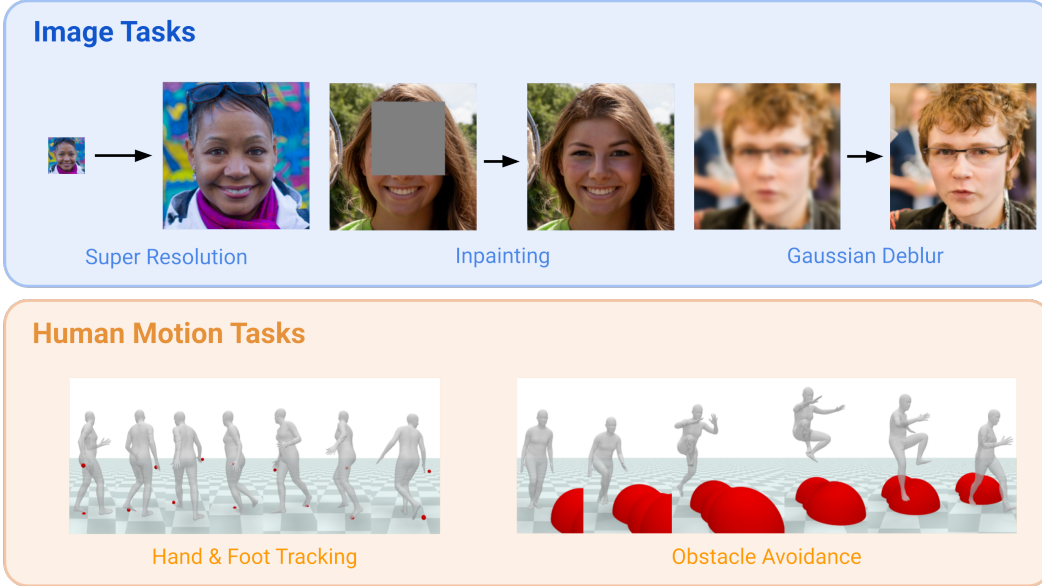 Image Tasks
Super Resolution
Inpainting
Gaussian Deblur
Human Motion Tasks
Hand & Foot Tracking
Obstacle Avoidance